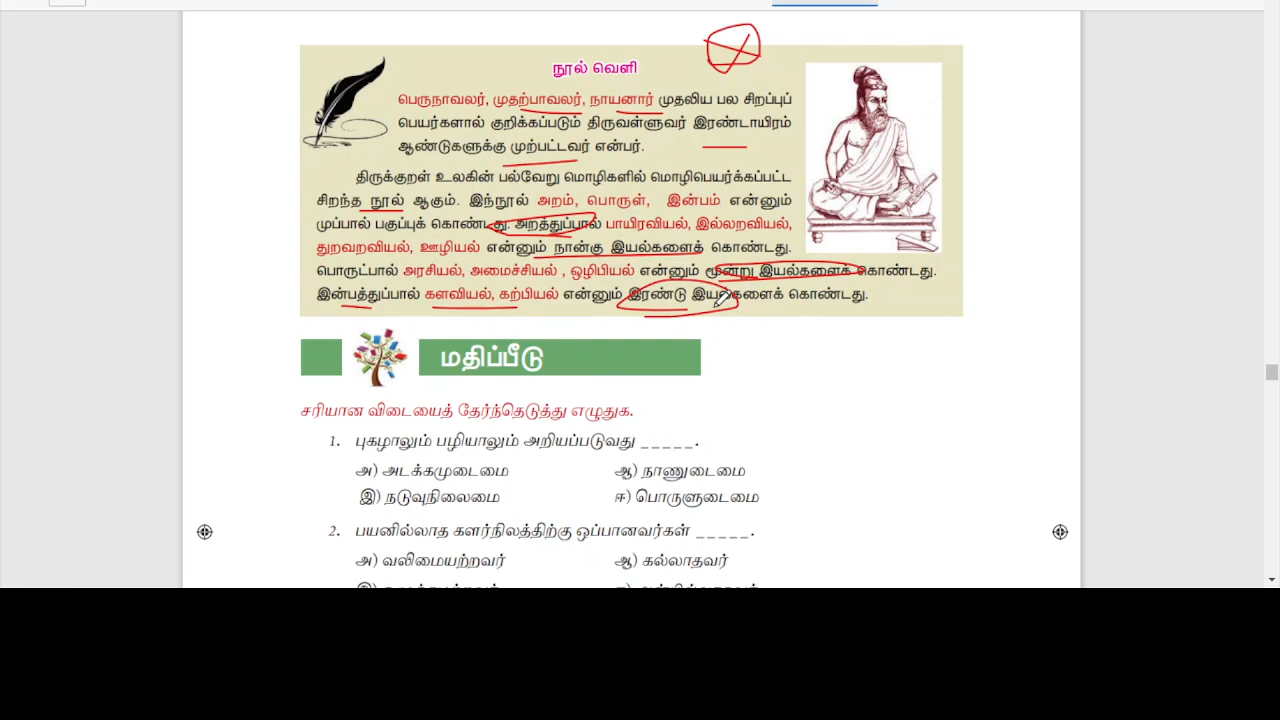 நூல் வெளி
பெருநாவலர், முதற்பாவலர், நாயனார் முதலிய பல சிறப்புப்
பெயர்களால் குறிக்கப்படும் திருவள்ளுவர் இரண்டாயிரம்
ஆண்டுகளுக்கு முற்பட்டவர் என்பர்.
திருக்குறள் உலகின் பல்வேறு மொழிகளில் மொழிபெயர்க்கப்பட்ட
சிறந்த நூல் ஆகும். இந்நூல் அறம், பொருள், இன்பம் என்னும்
முப்பால் பகுப்புக் கொண்டது. அறத்துப்பால் பாயிரவியல், இல்லறவியல்,
துறவறவியல், ஊழியல் என்னும் நான்கு இயல்களைக் கொண்டது.
பொருட்பால் அரசியல், அமைச்சியல் , ஒழிபியல் என்னும் மூன்று இயல்களைக் கொண்டது.
இன்பத்துப்பால் களவியல், கற்பியல் என்னும் இரண்டு இயல்களைக் கொண்டது.
மதிப்பீடு
சரியான விடையைத் தேர்ந்தெடுத்து எழுதுக.
1. புகழாலும் பழியாலும் அறியப்படுவது _____.
அ) அடக்கமுடைமை ஆ) நாணுடைமை
இ) நடுவுநிலைமை ஈ) பொருளுடைமை
2. பயனில்லாத களர்நிலத்திற்கு ஒப்பானவர்கள் _____.
அ) வலிமையற்றவர் ஆ) கல்லாதவர்